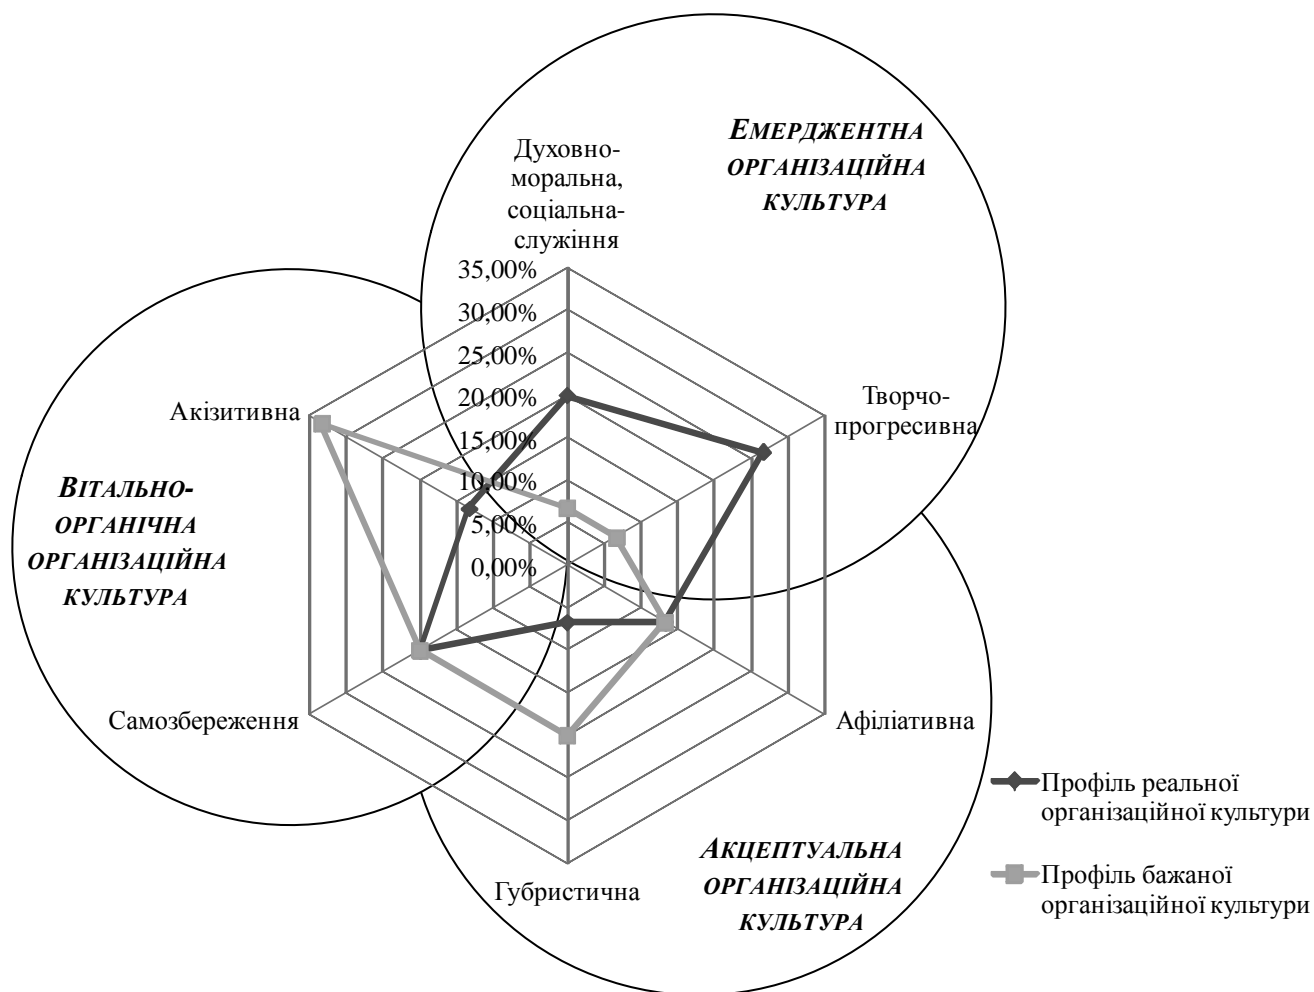 ЕМЕРДЖЕНТНА
ОРГАНІЗАЦІЙНА
КУЛЬТУРА
Духовно-
моральна,
соціальна-
служіння
35,00%
30,00%
25,00%
20,00%
15,00%
10,00%
5,00%
0,00%
Творчо-
прогресивна
Акізитивна
ВІТАЛЬНО-
ОРГАНІЧНА
ОРГАНІЗАЦІЙНА
КУЛЬТУРА
Самозбереження
Афіліативна
Губристична
АКЦЕПТУАЛЬНА
ОРГАНІЗАЦІЙНА
КУЛЬТУРА
Профіль реальної
організаційної культури
Профіль бажаної
організаційної культури